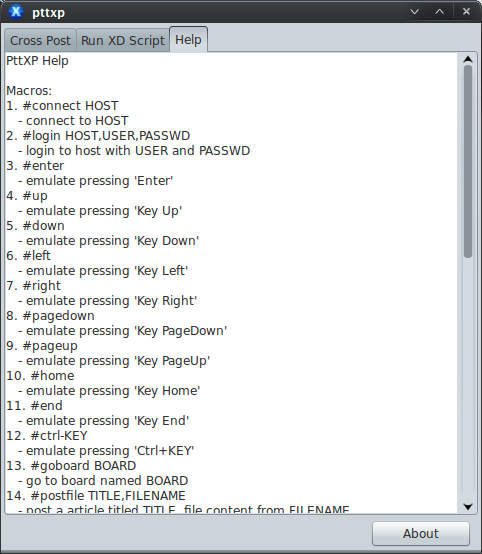 pttxp
Cross Post Run XD Script Help
PttXP Help
Macros:
1. #connect HOST
- connect to HOST
2. #login HOST,USER,PASSWD
- login to host with USER and PASSWD
3. #enter
- emulate pressing 'Enter'
4. #up
- emulate pressing 'Key Up'
5. #down
- emulate pressing 'Key Down'
6. #left
- emulate pressing 'Key Left'
7. #right
- emulate pressing 'Key Right'
8. #pagedown
- emulate pressing 'Key PageDown'
9. #pageup
- emulate pressing 'Key PageUp'
10. #home
- emulate pressing 'Key Home'
11. #end
- emulate pressing 'Key End'
12. #ctrl-KEY
- emulate pressing 'Ctrl+KEY'
13. #goboard BOARD
- go to board named BOARD
14. #postfile TITLE,FILENAME
- post a article titled TITLE, file content from FILENAME
About